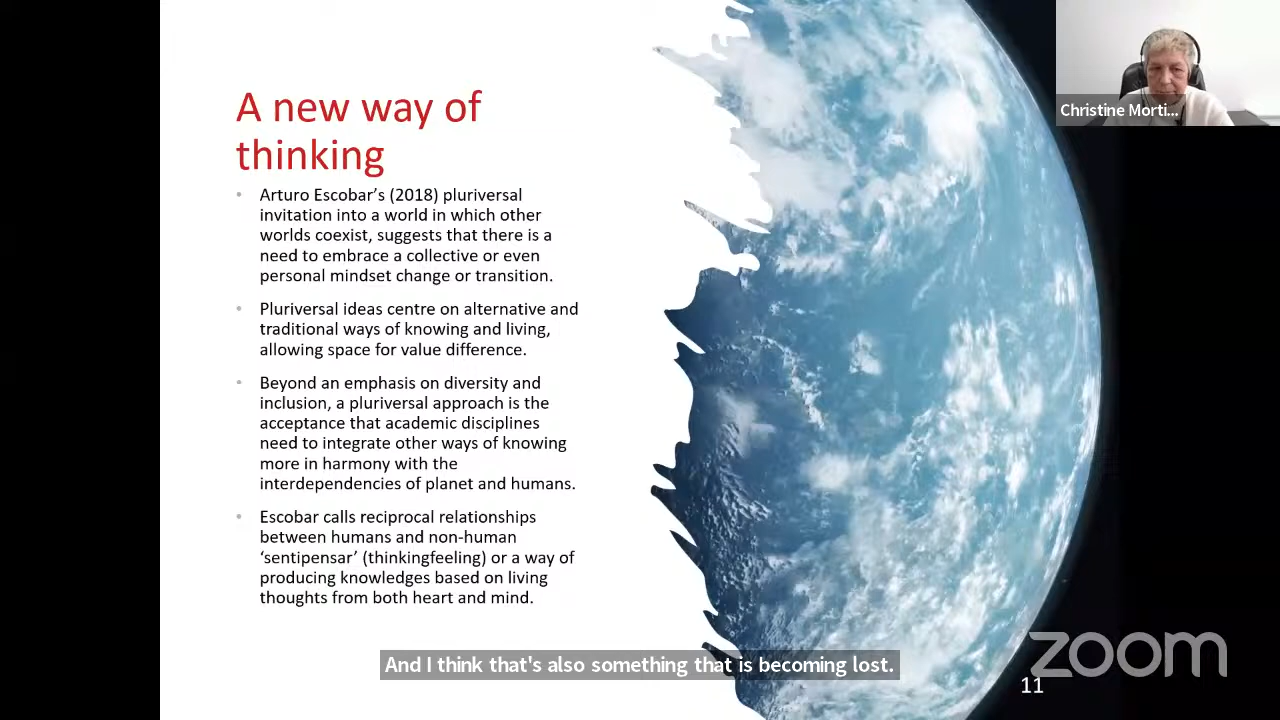 A new way of
thinking
• Arturo Escobar’s (2018) pluriversal
invitation into a world in which other
worlds coexist, suggests that there is a
need to embrace a collective or even
personal mindset change or transition.
• Pluriversal ideas centre on alternative and
traditional ways of knowing and living,
allowing space for value difference.
• Beyond an emphasis on diversity and
inclusion, a pluriversal approach is the
acceptance that academic disciplines
need to integrate other ways of knowing
more in harmony with the
interdependencies of planet and humans.
• Escobar calls reciprocal relationships
between humans and non-human
‘sentipensar’ (thinkingfeeling) or a way of
producing knowledges based on living
thoughts from both heart and mind.
Christine Morti...
And I think that's also something that is becoming lost.
zoom
11